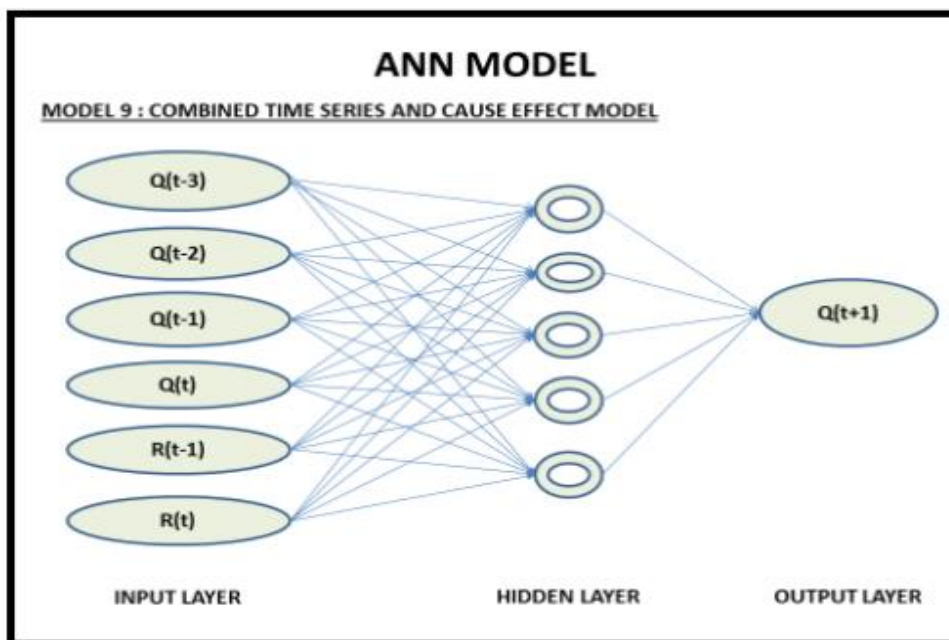 ANN MODEL
MODEL 9 : COMBINED TIME SERIES AND CAUSE EFFECT MODEL
Q(t-3)
Q(t-2)
Q(t-1)
Q(t)
R(t-1)
R(t)
Q(t+1)
INPUT LAYER
HIDDEN LAYER
OUTPUT LAYER